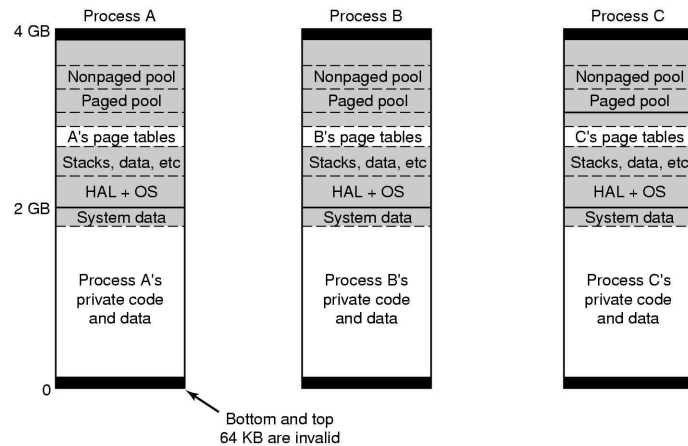 Process A
Process B
Process C
4 GB
Nonpaged pool
Paged pool
A's page tables
Stacks, data, etc
HAL + OS
2 GB
System data
Process A's
private code
and data
0
Nonpaged pool
Paged pool
B's page tables
Stacks, data, etc
HAL + OS
System data
Process B's
private code
and data
Nonpaged pool
Paged pool
C's page tables
Stacks, data, etc
HAL + OS
System data
Process C's
private code
and data
Bottom and top
64 KB are invalid